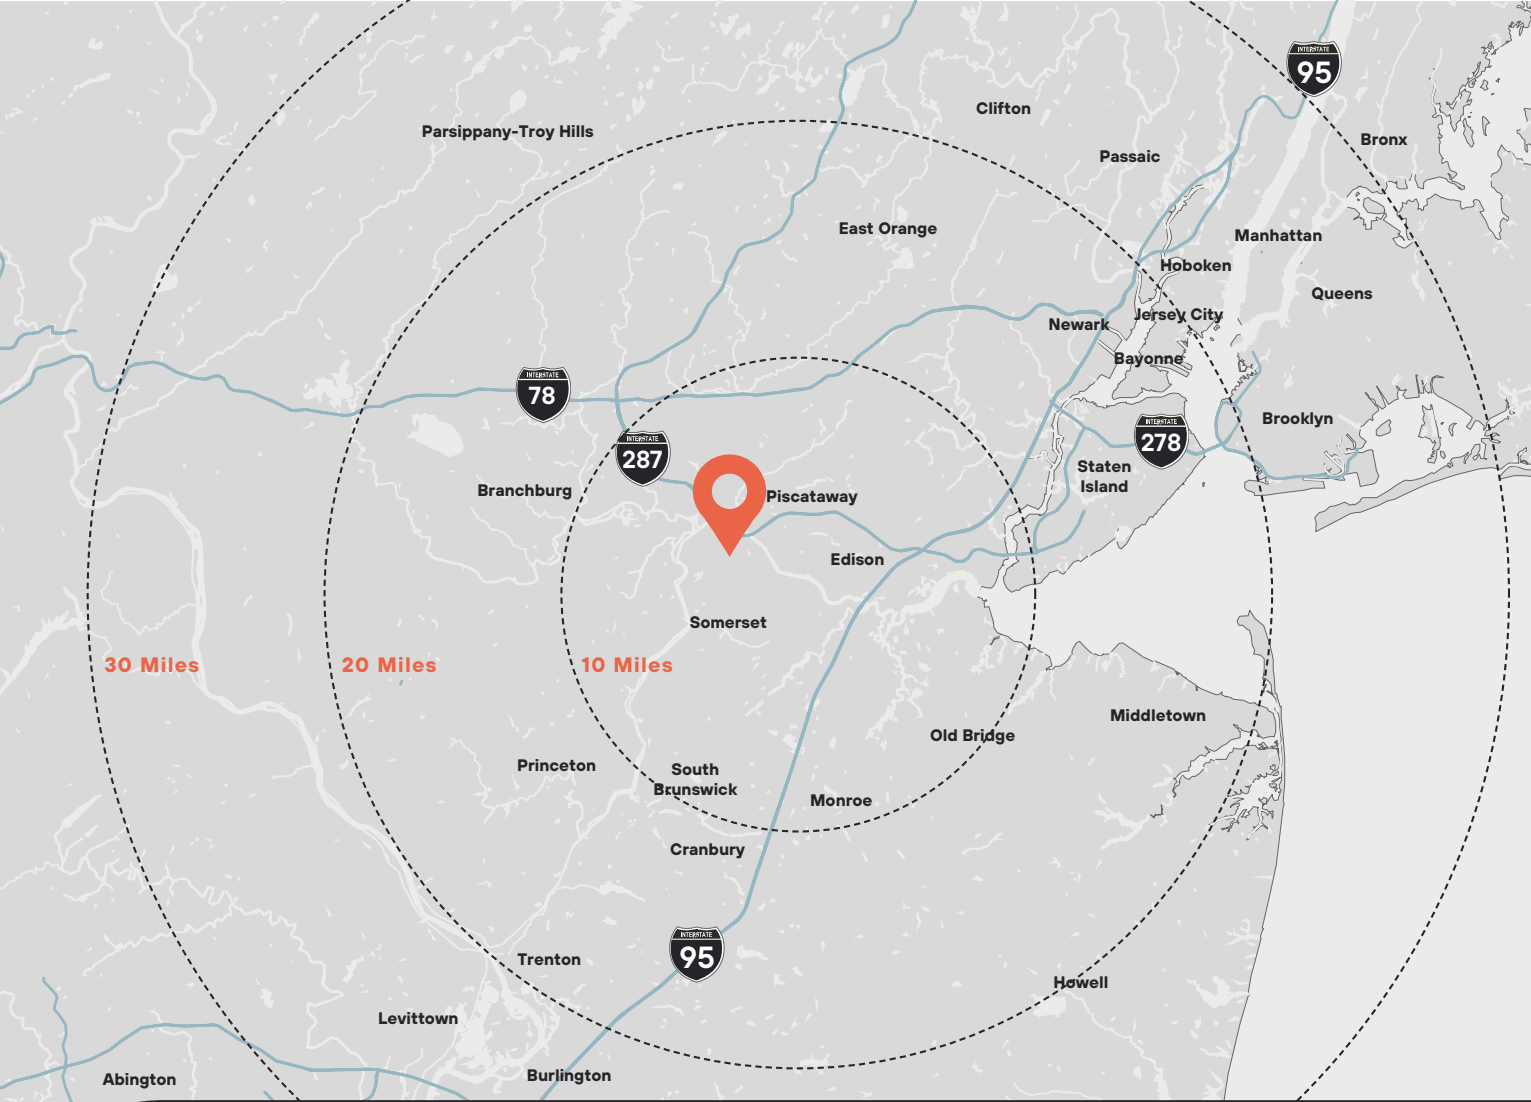 INTERSTATE
95
Clifton
Parsippany-Troy Hills
Bronx
Passaic
East Orange
Manhattan
Hoboken
Queens
Jersey City
Newark
Bayonne
INTERSTATE
78
Brooklyn
INTERSTATE
278
INTERSTATE
287
Staten
Island
Branchburg
Piscataway
Edison
Somerset
30 Miles
20 Miles
10 Miles
Middletown
Old Bridge
Princeton
South
Brunswick
Monroe
Cranbury
INTERSTATE
95
Trenton
Howell
Levittown
Burlington
Abington